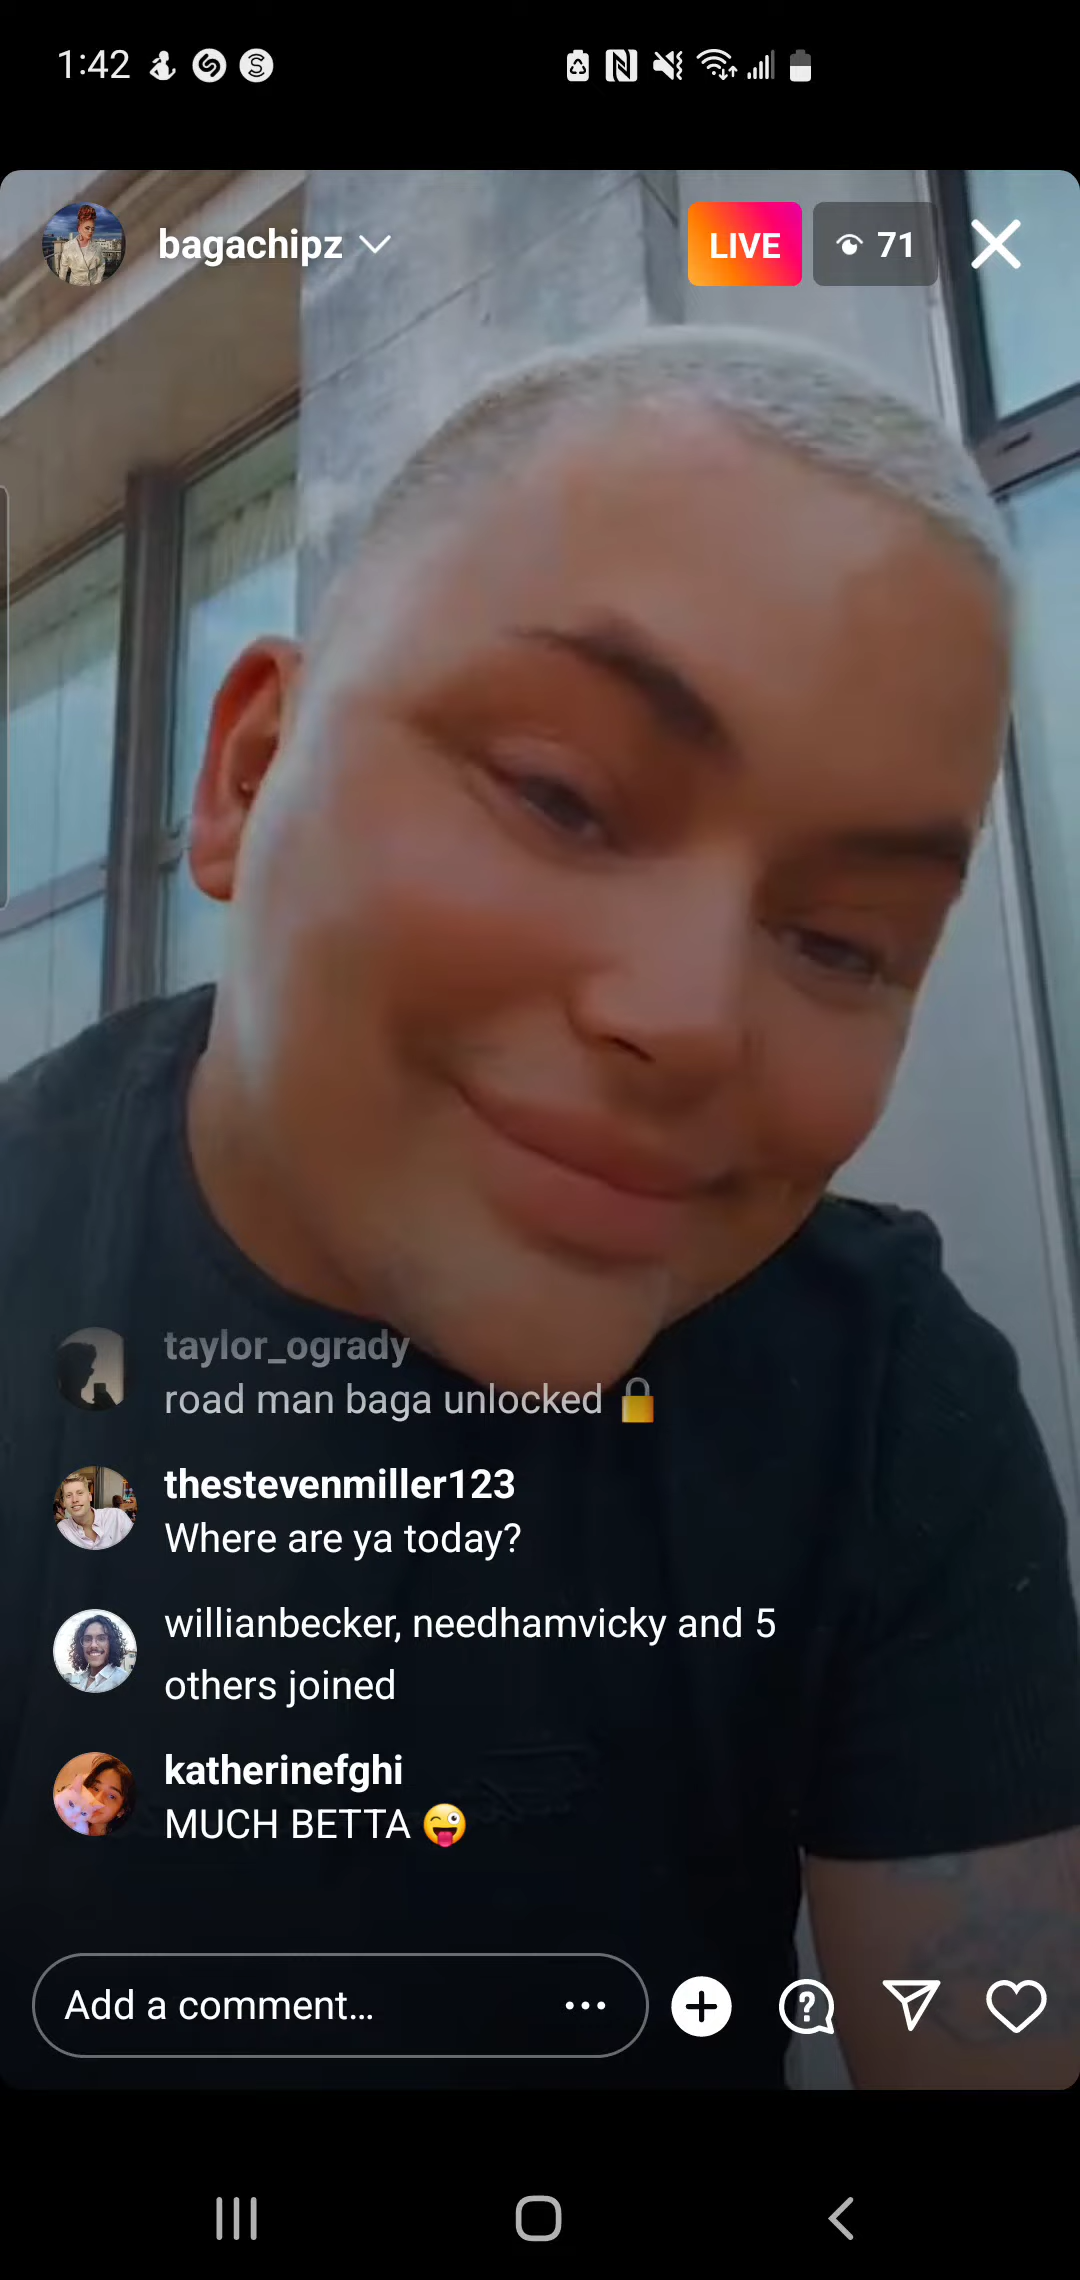 1:42
bagachipz
LIVE
71
taylor_ogrady
road man baga unlocked 🔒
thestevenmiller123
Where are ya today?
willianbecker, needhamvicky and 5
others joined
katherinefghi
MUCH BETTA 😜
Add a comment...